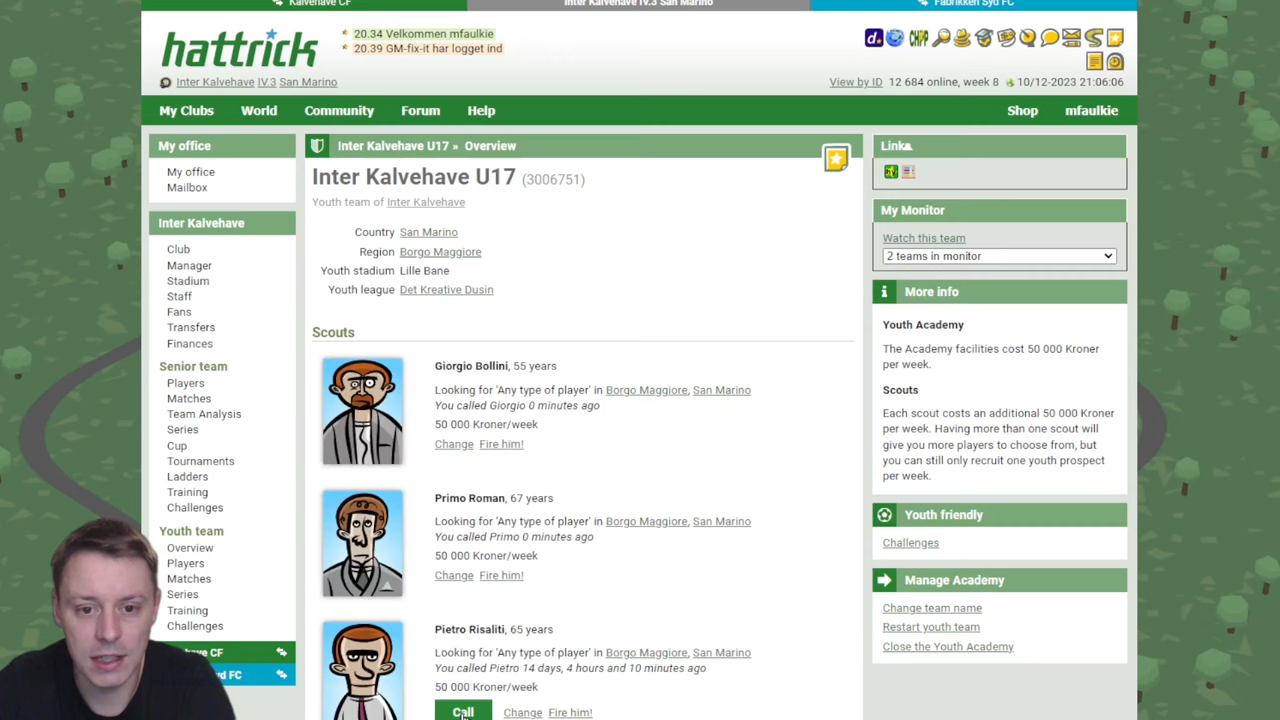 Kalvehave CF
Inter Kalvehave IV.3 San Marino
Fabrikken Syd FC
hattrick
20.34 Velkommen mfaulkie
20.39 GM-fix-it har logget ind
CHPP
Inter Kalvehave IV.3 San Marino
View by ID 12 684 online, week 8 10/12-2023 21:06:06
My Clubs World Community Forum Help Shop mfaulkie
My office
My office
Mailbox
Inter Kalvehave
Club
Manager
Stadium
Staff
Fans
Transfers
Finances
Senior team
Players
Matches
Team Analysis
Series
Cup
Tournaments
Ladders
Training
Challenges
Youth team
Overview
Players
Matches
Series
Training
Challenges
Inter Kalvehave U17 » Overview
Inter Kalvehave U17 (3006751)
Youth team of Inter Kalvehave
Country San Marino
Region Borgo Maggiore
Youth stadium Lille Bane
Youth league Det Kreative Dusin
Scouts
Giorgio Bollini, 55 years
Looking for 'Any type of player' in Borgo Maggiore, San Marino
You called Giorgio 0 minutes ago
50 000 Kroner/week
Change Fire him!
Primo Roman, 67 years
Looking for 'Any type of player' in Borgo Maggiore, San Marino
You called Primo 0 minutes ago
50 000 Kroner/week
Change Fire him!
Pietro Risaliti, 65 years
Looking for 'Any type of player' in Borgo Maggiore, San Marino
You called Pietro 14 days, 4 hours and 10 minutes ago
50 000 Kroner/week
Call Change Fire him!
Links
My Monitor
Watch this team
2 teams in monitor
More info
Youth Academy
The Academy facilities cost 50 000 Kroner
per week.
Scouts
Each scout costs an additional 50 000 Kroner
per week. Having more than one scout will
give you more players to choose from, but
you can still only recruit one youth prospect
per week.
Youth friendly
Challenges
Manage Academy
Change team name
Restart youth team
Close the Youth Academy
CF
FC